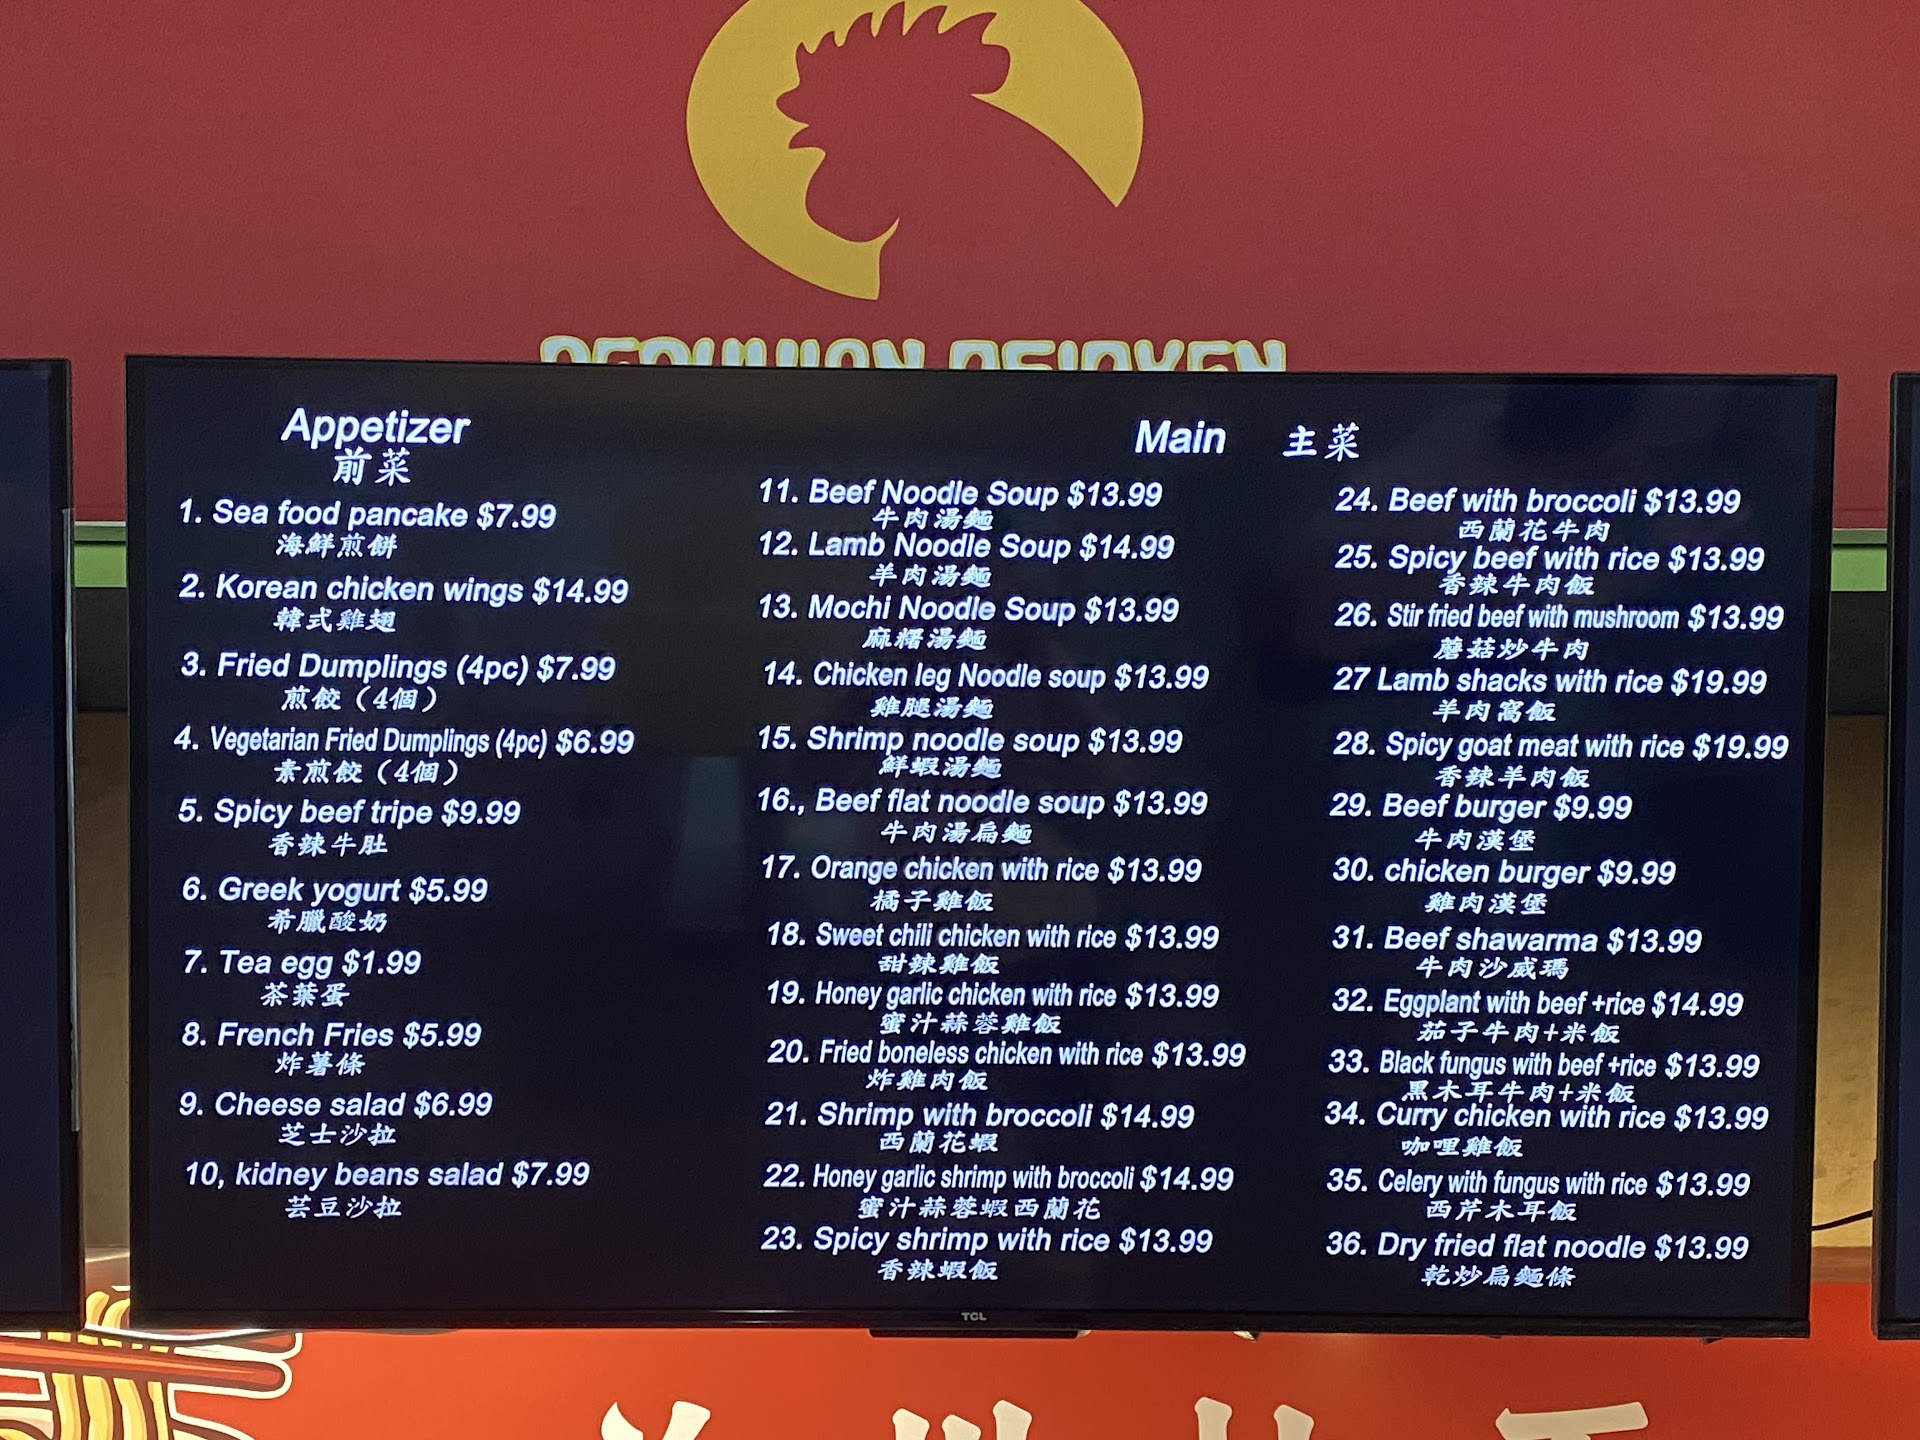 Appetizer
前菜
1. Sea food pancake $7.99
海鮮煎餅
2. Korean chicken wings $14.99
韓式雞翅
3. Fried Dumplings (4pc) $7.99
煎餃（4個）
4. Vegetarian Fried Dumplings (4pc) $6.99
素煎餃（4個）
5. Spicy beef tripe $9.99
香辣牛肚
6. Greek yogurt $5.99
希臘酸奶
7. Tea egg $1.99
茶葉蛋
8. French Fries $5.99
炸薯條
9. Cheese salad $6.99
芝士沙拉
10, kidney beans salad $7.99
芸豆沙拉
Main 主菜
11. Beef Noodle Soup $13.99
牛肉湯麵
12. Lamb Noodle Soup $14.99
羊肉湯麵
13. Mochi Noodle Soup $13.99
麻糬湯麵
14. Chicken leg Noodle soup $13.99
雞腿湯麵
15. Shrimp noodle soup $13.99
鮮蝦湯麵
16., Beef flat noodle soup $13.99
牛肉湯扁麵
17. Orange chicken with rice $13.99
橘子雞飯
18. Sweet chili chicken with rice $13.99
甜辣雞飯
19. Honey garlic chicken with rice $13.99
蜜汁蒜蓉雞飯
20. Fried boneless chicken with rice $13.99
炸雞肉飯
21. Shrimp with broccoli $14.99
西蘭花蝦
22. Honey garlic shrimp with broccoli $14.99
蜜汁蒜蓉蝦西蘭花
23. Spicy shrimp with rice $13.99
香辣蝦飯
24. Beef with broccoli $13.99
西蘭花牛肉
25. Spicy beef with rice $13.99
香辣牛肉飯
26. Stir fried beef with mushroom $13.99
蘑菇炒牛肉
27 Lamb shacks with rice $19.99
羊肉窩飯
28. Spicy goat meat with rice $19.99
香辣羊肉飯
29. Beef burger $9.99
牛肉漢堡
30. chicken burger $9.99
雞肉漢堡
31. Beef shawarma $13.99
牛肉沙威瑪
32. Eggplant with beef +rice $14.99
茄子牛肉+米飯
33. Black fungus with beef +rice $13.99
黑木耳牛肉+米飯
34. Curry chicken with rice $13.99
咖哩雞飯
35. Celery with fungus with rice $13.99
西芹木耳飯
36. Dry fried flat noodle $13.99
乾炒扁麵條
TCL